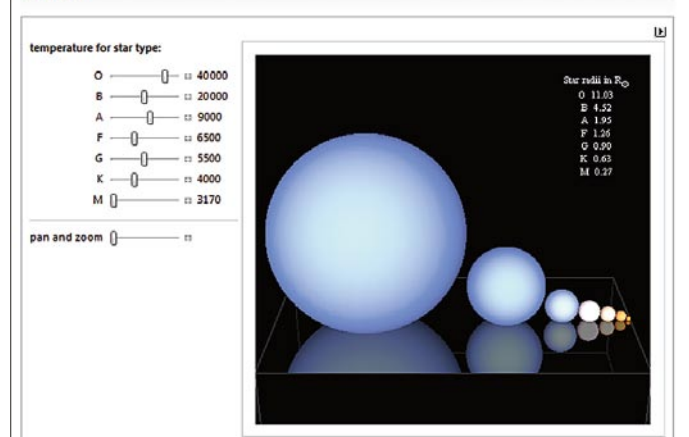 temperature for star type:
O 40000
B 20000
A 9000
F 6500
G 5500
K 4000
M 3170
pan and zoom
Star radii in R☉
O 11.03
B 4.52
A 1.95
F 1.26
G 0.90
K 0.63
M 0.27